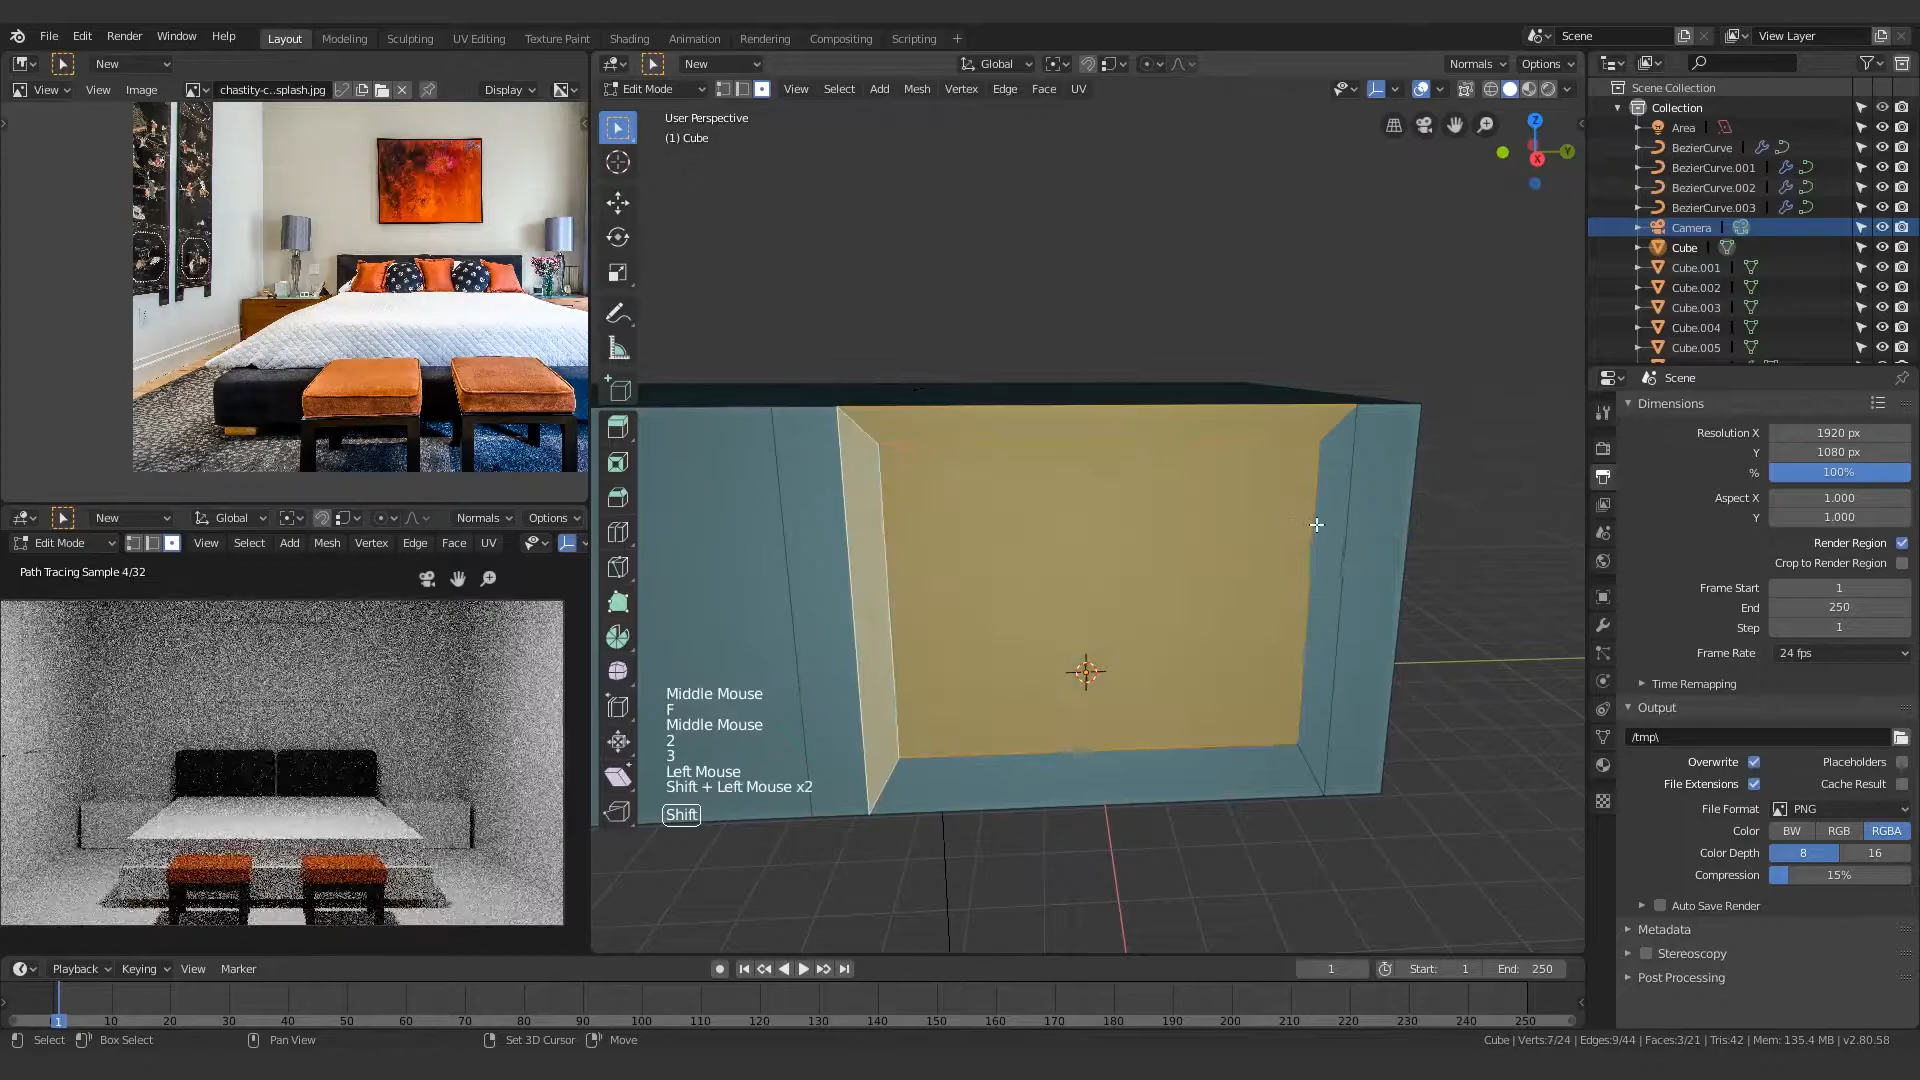 File Edit Render Window Help Layout Modeling Sculpting UV Editing Texture Paint Shading Animation Rendering Compositing Scripting + Scene View Layer
New
New Global Normals Options
View View Image chastity-c..splash.jpg Display
Edit Mode View Select Add Mesh Vertex Edge Face UV
User Perspective
(1) Cube
Z
Y
X
Scene Collection
Collection
Area
BezierCurve
BezierCurve.001
BezierCurve.002
BezierCurve.003
Camera
Cube
Cube.001
Cube.002
Cube.003
Cube.004
Cube.005
Scene
Dimensions
Resolution X 1920 px
Y 1080 px
% 100%
Aspect X 1.000
Y 1.000
Render Region
Crop to Render Region
Frame Start 1
End 250
Step 1
Frame Rate 24 fps
Time Remapping
Output
/tmp\
Overwrite Placeholders
File Extensions Cache Result
File Format PNG
Color BW RGB RGBA
Color Depth 8 16
Compression 15%
Auto Save Render
Metadata
Stereoscopy
Post Processing
New Global Normals Options
Edit Mode View Select Add Mesh Vertex Edge Face UV
Path Tracing Sample 4/32
Middle Mouse
F
Middle Mouse
2
3
Left Mouse
Shift + Left Mouse x2
Shift
Playback Keying View Marker 1 Start: 1 End: 250
1 10 20 30 40 50 60 70 80 90 100 110 120 130 140 150 160 170 180 190 200 210 220 230 240 250
Select Box Select Pan View Set 3D Cursor Move Cube | Verts:7/24 | Edges:9/44 | Faces:3/21 | Tris:42 | Mem: 135.4 MB | v2.80.58